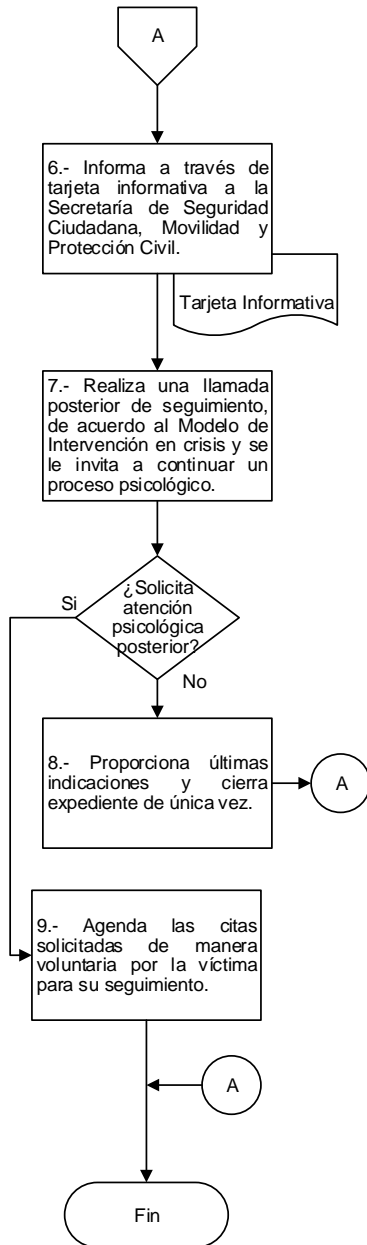 A
6.- Informa a través de
tarjeta informativa a la
Secretaría de Seguridad
Ciudadana, Movilidad y
Protección Civil.
Tarjeta Informativa
7.- Realiza una llamada
posterior de seguimiento,
de acuerdo al Modelo de
Intervención en crisis y se
le invita a continuar un
proceso psicológico.
¿Solicita
atención
psicológica
posterior?
Si
No
8.- Proporciona últimas
indicaciones y cierra
expediente de única vez.
A
9.- Agenda las citas
solicitadas de manera
voluntaria por la víctima
para su seguimiento.
A
Fin